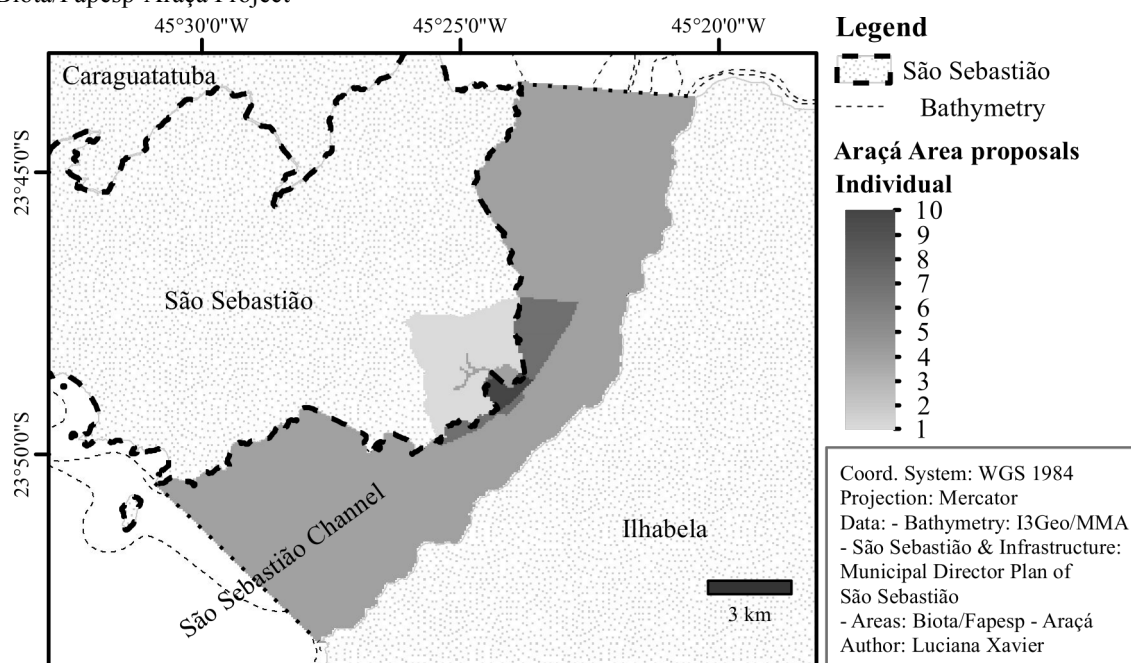 Biota/Fapesp-Araçá Project
45°30'0"W 45°25'0"W 45°20'0"W
Caraguatatuba
23°45'0"S
São Sebastião
23°50'0"S
São Sebastião Channel
Ilhabela
3 km
Legend
São Sebastião
Bathymetry
Araçá Area proposals
Individual
10
9
8
7
6
5
4
3
2
1
Coord. System: WGS 1984
Projection: Mercator
Data: - Bathymetry: I3Geo/MMA
- São Sebastião & Infrastructure:
Municipal Director Plan of
São Sebastião
- Areas: Biota/Fapesp - Araçá
Author: Luciana Xavier